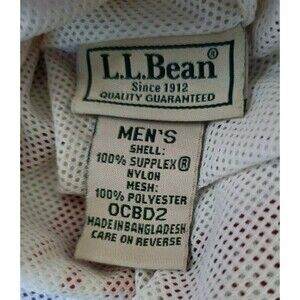 L.L.Bean®
Since 1912
QUALITY GUARANTEED
MEN'S
SHELL:
100% SUPPLEX®
NYLON
MESH:
100% POLYESTER
OCBD2
MADE IN BANGLADESH
CARE ON REVERSE